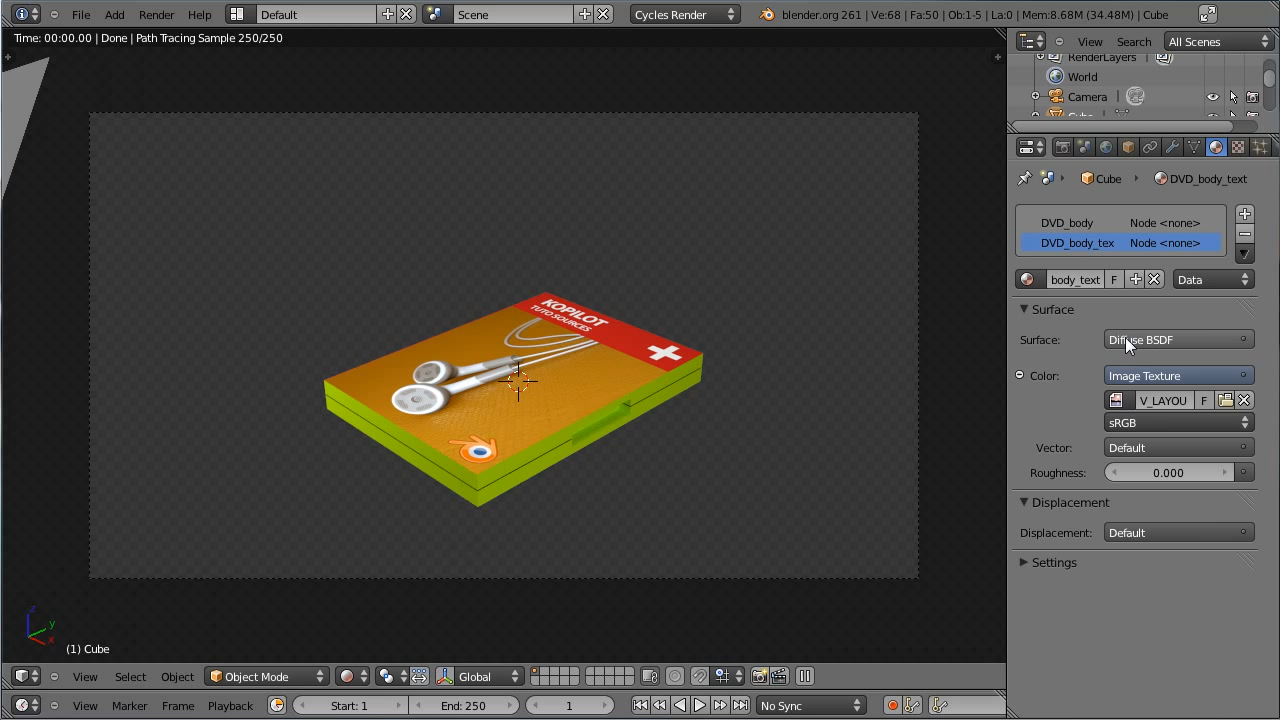 File Add Render Help Default Scene Cycles Render blender.org 261 | Ve:68 | Fa:50 | Ob:1-5 | La:0 | Mem:8.68M (34.48M) | Cube
Time: 00:00.00 | Done | Path Tracing Sample 250/250
View Search All Scenes
RenderLayers |
World
Camera |
Cube DVD_body_text
DVD_body Node <none>
DVD_body_tex Node <none>
body_text F Data
Surface
Surface: Diffuse BSDF
Color: Image Texture
V_LAYOU F
sRGB
Vector: Default
Roughness: 0.000
Displacement
Displacement: Default
Settings
KOPILOT
TUTO SOURCES
z
y
x
(1) Cube
View Select Object Object Mode Global
View Marker Frame Playback Start: 1 End: 250 1 No Sync